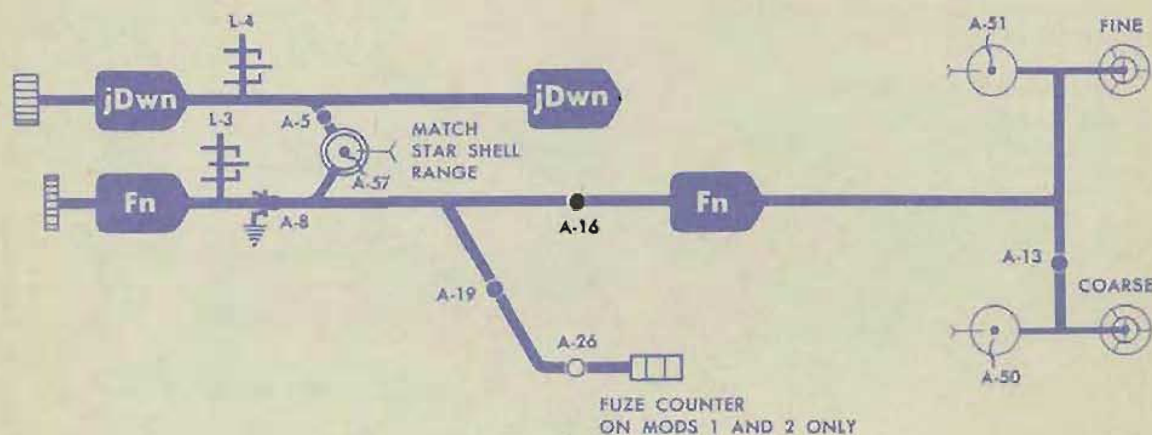 L-4
A-51
FINE
jDwn
jDwn
L-3
A-5
MATCH
STAR SHELL
RANGE
A-57
Fn
A-8
A-16
Fn
A-13
A-19
COARSE
A-26
A-50
FUZE COUNTER
ON MODS 1 AND 2 ONLY